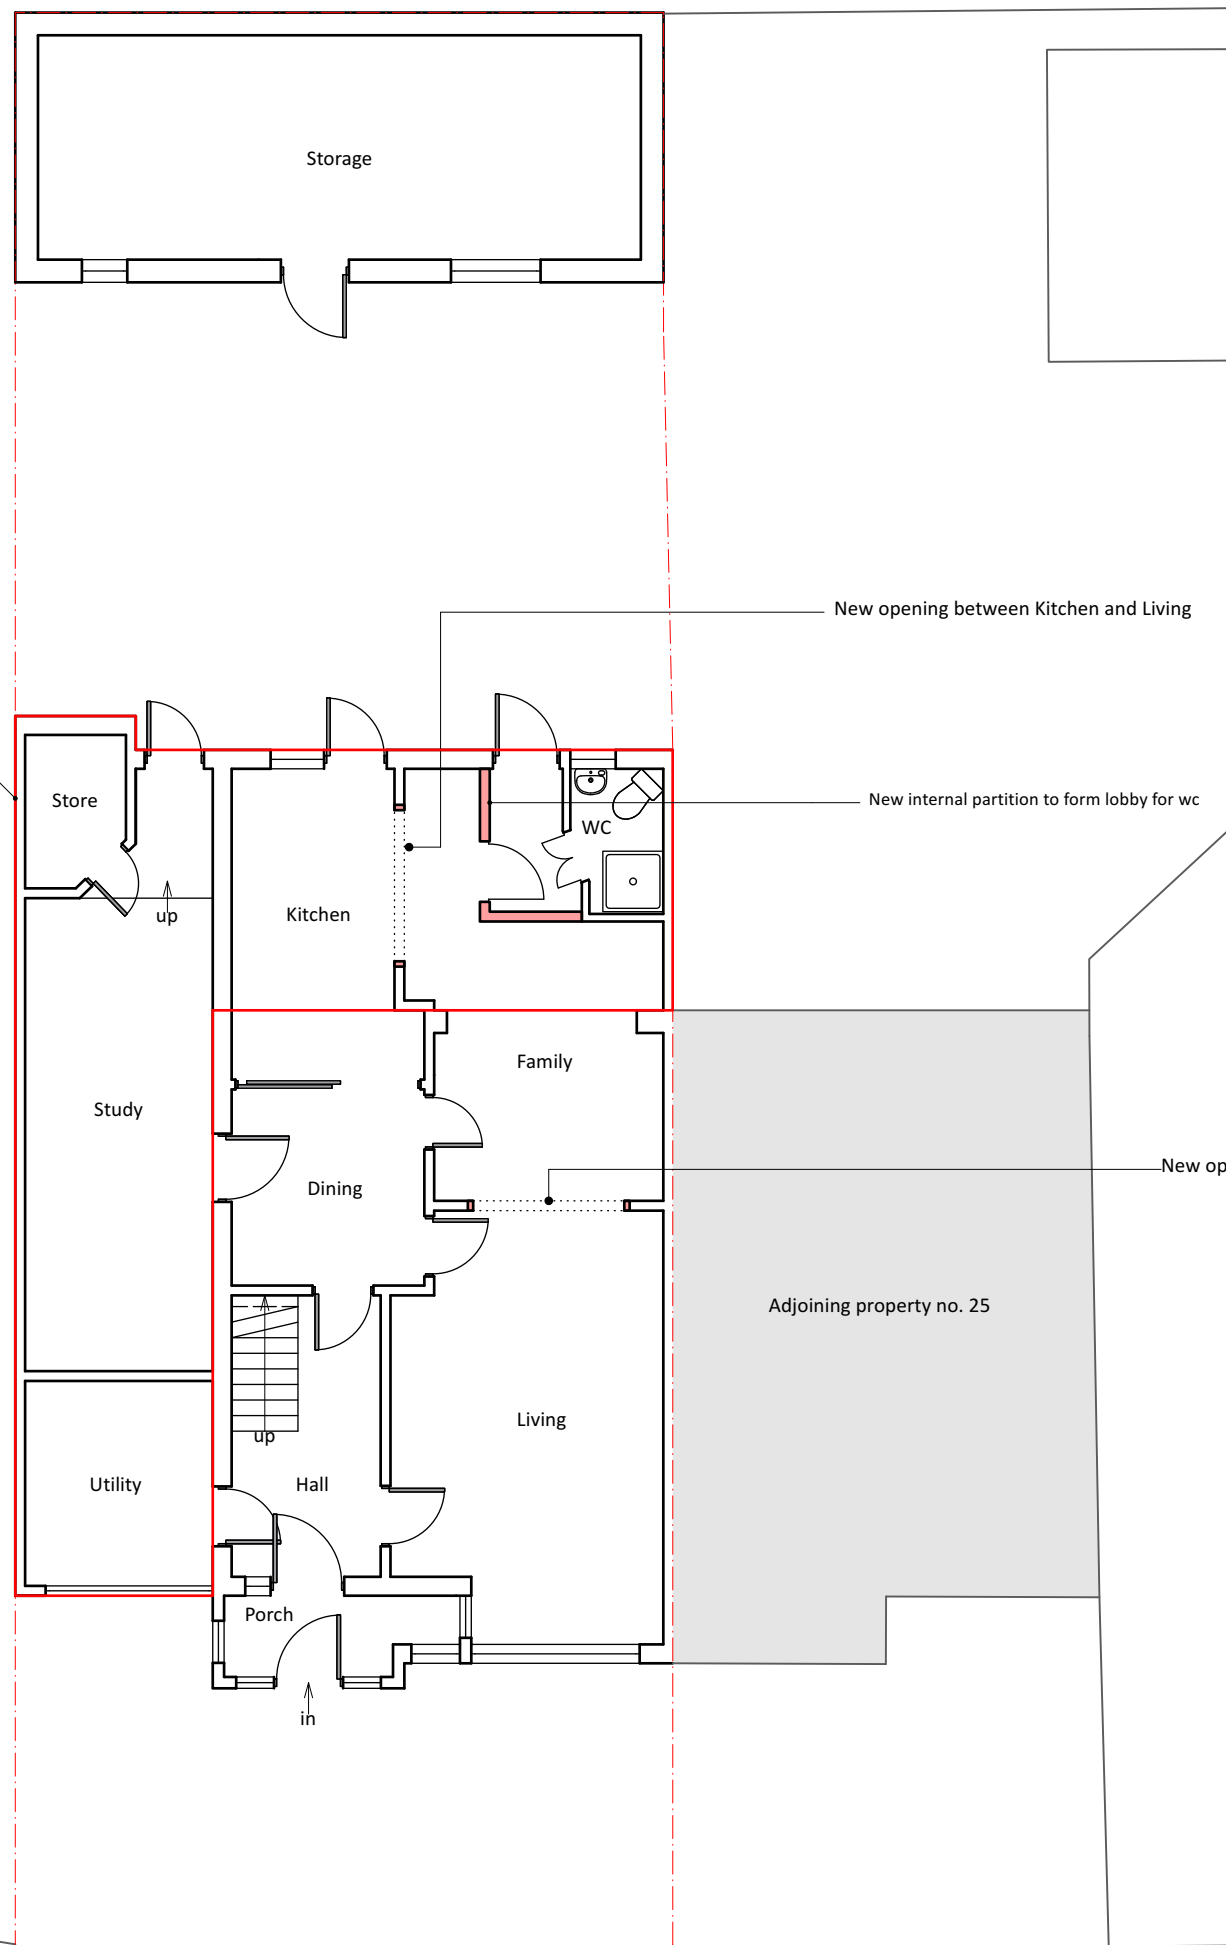 Storage
New opening between Kitchen and Living
Store
New internal partition to form lobby for wc
WC
up
Kitchen
Family
Study
New op
Dining
Adjoining property no. 25
Living
up
Utility
Hall
Porch
in